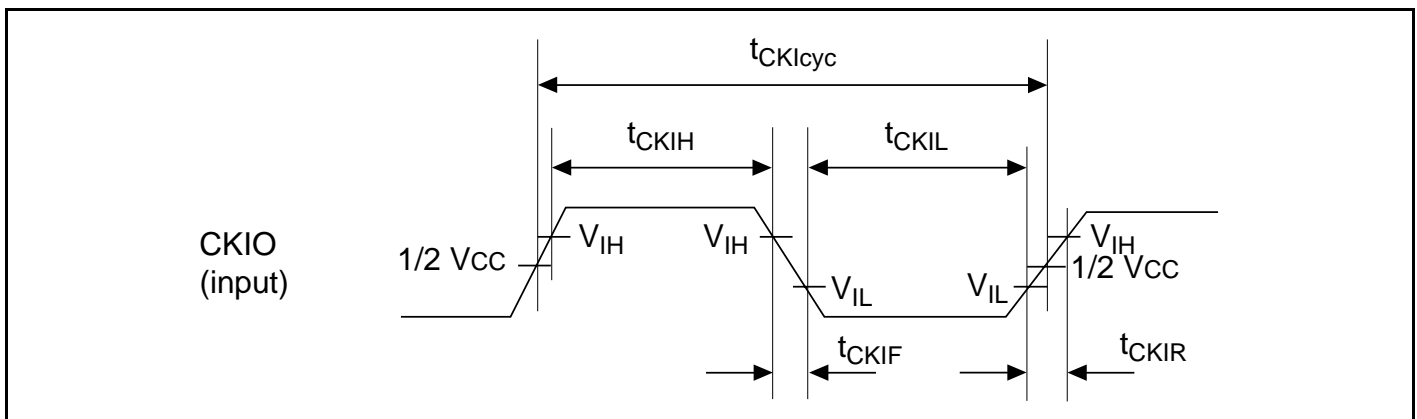 tCKIcyc
tCKIH
tCKIL
CKIO
(input)
1/2 VCC
VIH
VIH
VIL
VIL
VIH
1/2 VCC
tCKIF
tCKIR